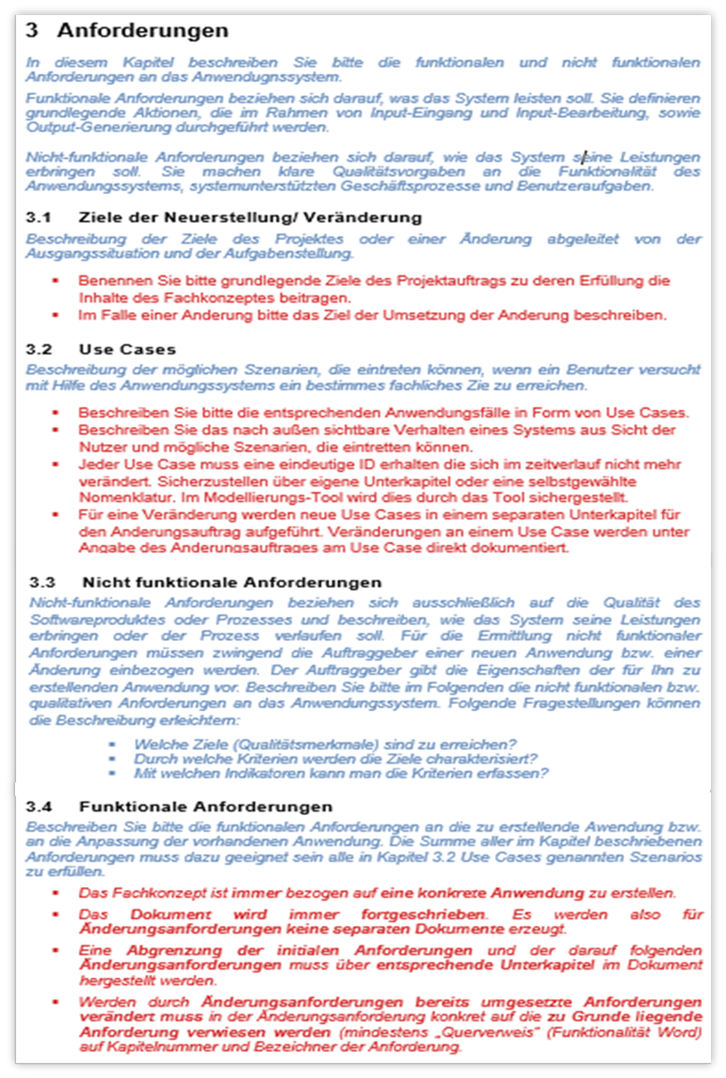 3 Anforderungen
In diesem Kapitel beschreiben Sie bitte die funktionalen und nicht funktionalen
Anforderungen an das Anwendugnssystem.
Funktionale Anforderungen beziehen sich darauf, was das System leisten soll. Sie definieren
grundlegende Aktionen, die im Rahmen von Input-Eingang und Input-Bearbeitung, sowie
Output-Generierung durchgeführt werden.
Nicht-funktionale Anforderungen beziehen sich darauf, wie das System seine Leistungen
erbringen soll. Sie machen klare Qualitätsvorgaben an die Funktionalität des
Anwendungssystems, systemunterstützten Geschäftsprozesse und Benutzeraufgaben.
3.1 Ziele der Neuerstellung/ Veränderung
Beschreibung der Ziele des Projektes oder einer Änderung abgeleitet von der
Ausgangssituation und der Aufgabenstellung.
▪ Benennen Sie bitte grundlegende Ziele des Projektauftrags zu deren Erfüllung die
Inhalte des Fachkonzeptes beitragen.
▪ Im Falle einer Änderung bitte das Ziel der Umsetzung der Änderung beschreiben.
3.2 Use Cases
Beschreibung der möglichen Szenarien, die eintreten können, wenn ein Benutzer versucht
mit Hilfe des Anwendungssystems ein bestimmes fachliches Zie zu erreichen.
▪ Beschreiben Sie bitte die entsprechenden Anwendungsfälle in Form von Use Cases.
▪ Beschreiben Sie das nach außen sichtbare Verhalten eines Systems aus Sicht der
Nutzer und mögliche Szenarien, die eintretten können.
▪ Jeder Use Case muss eine eindeutige ID erhalten die sich im zeitverlauf nicht mehr
verändert. Sicherzustellen über eigene Unterkapitel oder eine selbstgewählte
Nomenklatur. Im Modellierungs-Tool wird dies durch das Tool sichergestellt.
▪ Für eine Veränderung werden neue Use Cases in einem separaten Unterkapitel für
den Änderungsauftrag aufgeführt. Veränderungen an einem Use Case werden unter
Angabe des Änderungsauftrages am Use Case direkt dokumentiert.
3.3 Nicht funktionale Anforderungen
Nicht-funktionale Anforderungen beziehen sich ausschließlich auf die Qualität des
Softwareproduktes oder Prozesses und beschreiben, wie das System seine Leistungen
erbringen oder der Prozess verlaufen soll. Für die Ermittlung nicht funktionaler
Anforderungen müssen zwingend die Auftraggeber einer neuen Anwendung bzw. einer
Änderung einbezogen werden. Der Auftraggeber gibt die Eigenschaften der für Ihn zu
erstellenden Anwendung vor. Beschreiben Sie bitte im Folgenden die nicht funktionalen bzw.
qualitativen Anforderungen an das Anwendungssystem. Folgende Fragestellungen können
die Beschreibung erleichtern:
▪ Welche Ziele (Qualitätsmerkmale) sind zu erreichen?
▪ Durch welche Kriterien werden die Ziele charakterisiert?
▪ Mit welchen Indikatoren kann man die Kriterien erfassen?
3.4 Funktionale Anforderungen
Beschreiben Sie bitte die funktionalen Anforderungen an die zu erstellende Awendung bzw.
an die Anpassung der vorhandenen Anwendung. Die Summe aller im Kapitel beschriebenen
Anforderungen muss dazu geeignet sein alle in Kapitel 3.2 Use Cases genannten Szenarios
zu erfüllen.
▪ Das Fachkonzept ist immer bezogen auf eine konkrete Anwendung zu erstellen.
▪ Das Dokument wird immer fortgeschrieben. Es werden also für
Änderungsanforderungen keine separaten Dokumente erzeugt.
▪ Eine Abgrenzung der initialen Anforderungen und der darauf folgenden
Änderungsanforderungen muss über entsprechende Unterkapitel im Dokument
hergestellt werden.
▪ Werden durch Änderungsanforderungen bereits umgesetzte Anforderungen
verändert muss in der Änderungsanforderung konkret auf die zu Grunde liegende
Anforderung verwiesen werden (mindestens „Querverweis“ (Funktionalität Word)
auf Kapitelnummer und Bezeichner der Anforderung.